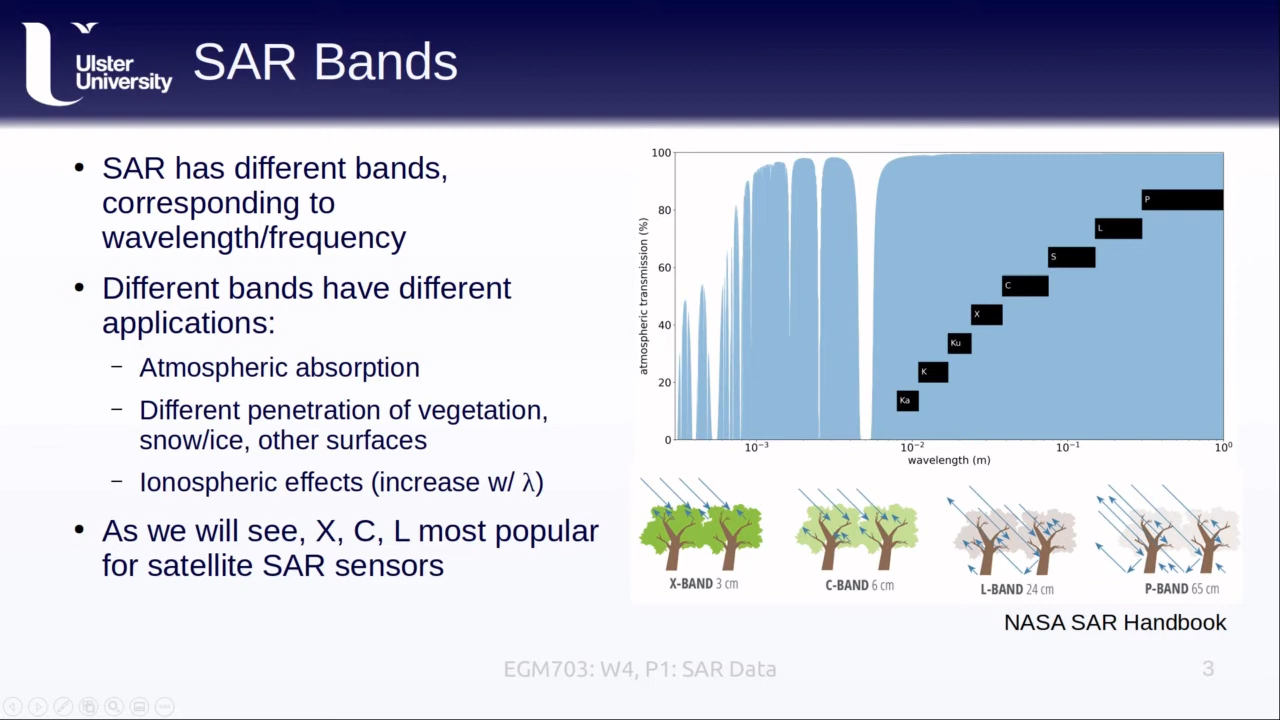 Ulster
University
SAR Bands
• SAR has different bands,
corresponding to
wavelength/frequency
• Different bands have different
applications:
– Atmospheric absorption
– Different penetration of vegetation,
snow/ice, other surfaces
– Ionospheric effects (increase w/ λ)
• As we will see, X, C, L most popular
for satellite SAR sensors
atmospheric transmission (%)
100
80
60
40
20
0
P
L
S
C
X
Ku
K
Ka
10⁻³ 10⁻² 10⁻¹ 10⁰
wavelength (m)
X-BAND 3 cm
C-BAND 6 cm
L-BAND 24 cm
P-BAND 65 cm
NASA SAR Handbook
EGM703: W4, P1: SAR Data
3